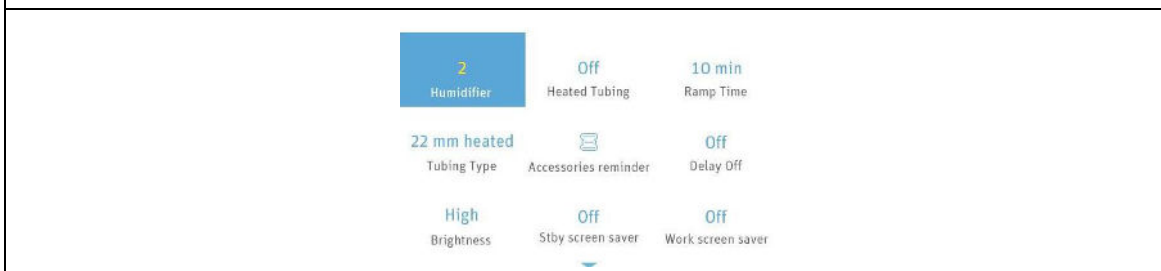 2 Off 10 min
Humidifier Heated Tubing Ramp Time
22 mm heated Off
Tubing Type Accessories reminder Delay Off
High Off Off
Brightness Stby screen saver Work screen saver